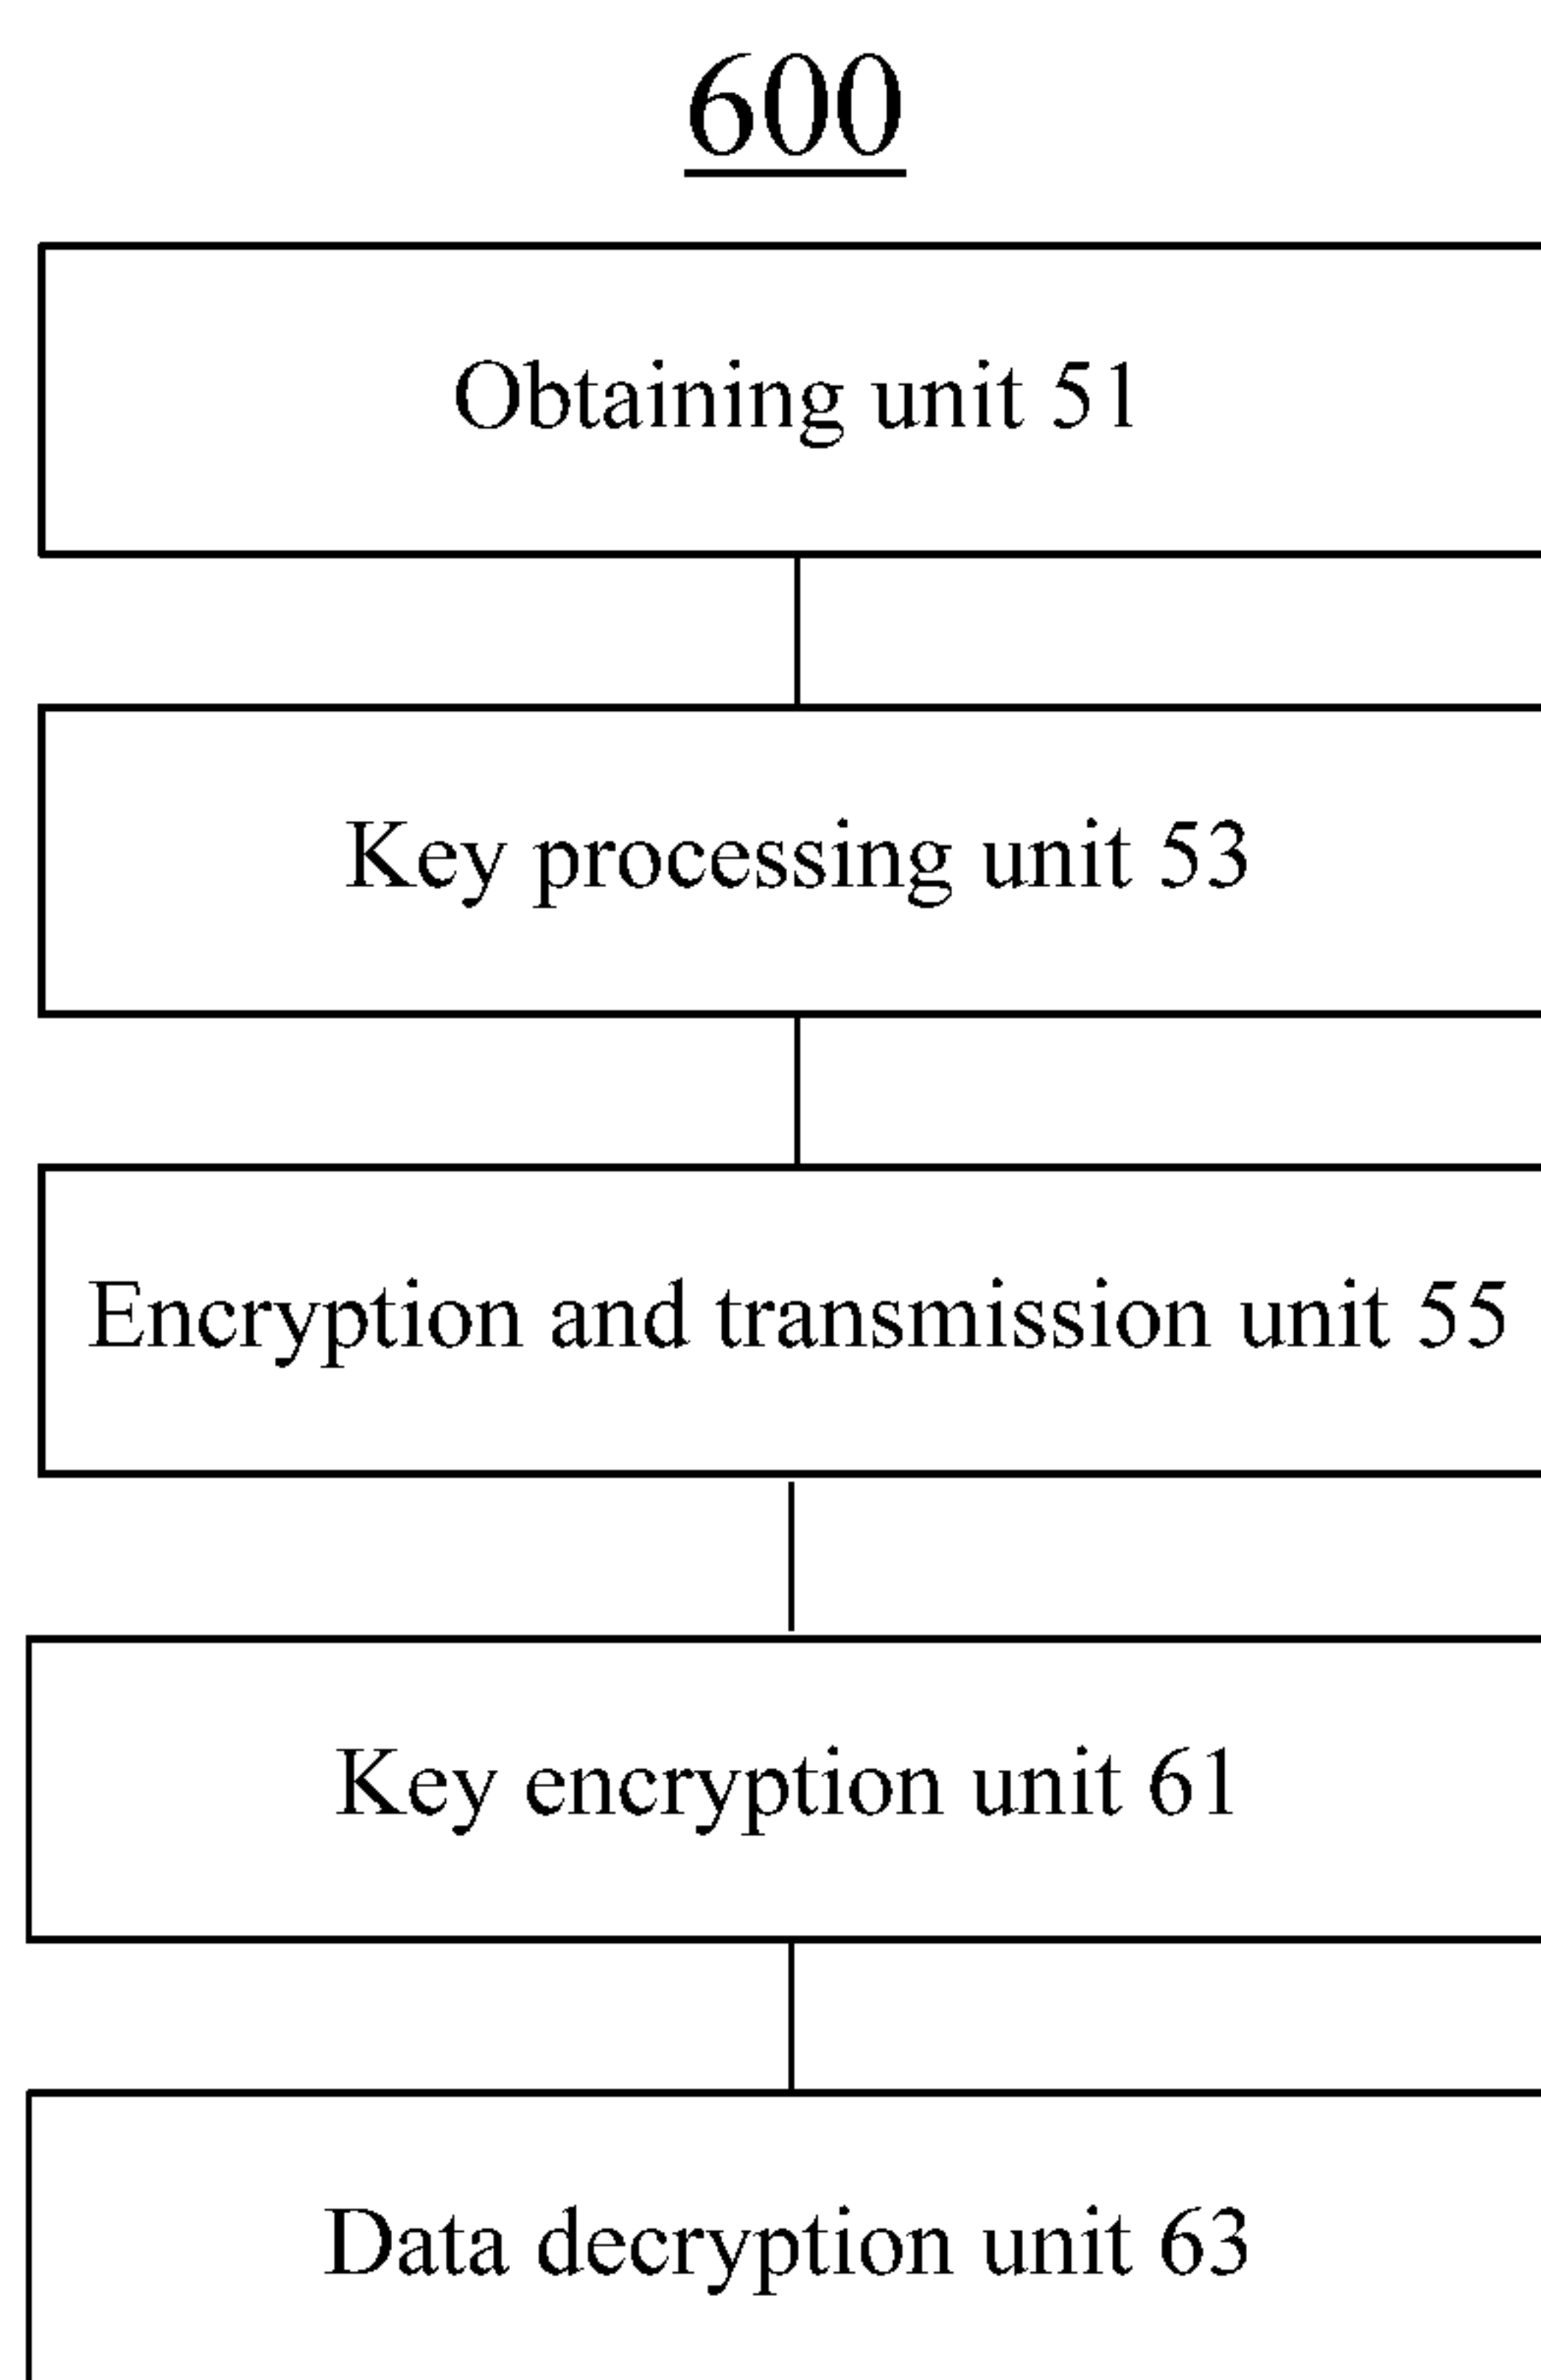 600
Obtaining unit 51
Key processing unit 53
Encryption and transmission unit 55
Key encryption unit 61
Data decryption unit 63